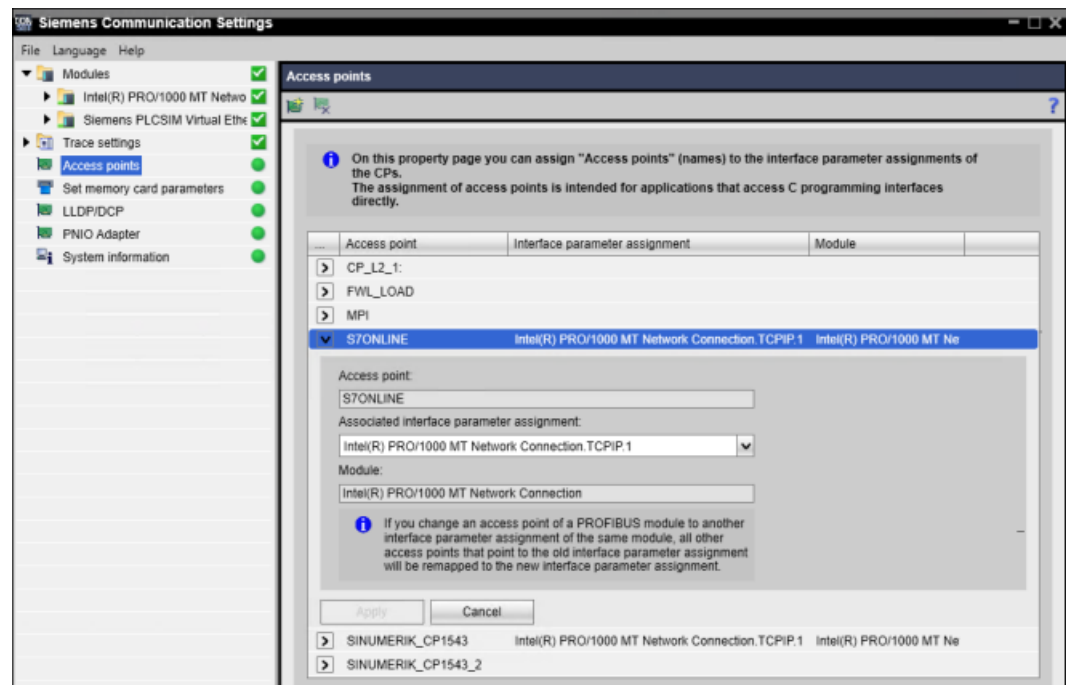 Siemens Communication Settings
File Language Help
Modules
Intel(R) PRO/1000 MT Netwo
Siemens PLCSIM Virtual Ethe
Trace settings
Access points
Set memory card parameters
LLDP/DCP
PNIO Adapter
System information
Access points
?
On this property page you can assign "Access points" (names) to the interface parameter assignments of
the CPs.
The assignment of access points is intended for applications that access C programming interfaces
directly.
... Access point Interface parameter assignment Module
CP_L2_1:
FWL_LOAD
MPI
S7ONLINE Intel(R) PRO/1000 MT Network Connection.TCPIP.1 Intel(R) PRO/1000 MT Ne
Access point:
S7ONLINE
Associated interface parameter assignment:
Intel(R) PRO/1000 MT Network Connection.TCPIP.1
Module:
Intel(R) PRO/1000 MT Network Connection
If you change an access point of a PROFIBUS module to another
interface parameter assignment of the same module, all other
access points that point to the old interface parameter assignment
will be remapped to the new interface parameter assignment.
Apply Cancel
SINUMERIK_CP1543 Intel(R) PRO/1000 MT Network Connection.TCPIP.1 Intel(R) PRO/1000 MT Ne
SINUMERIK_CP1543_2